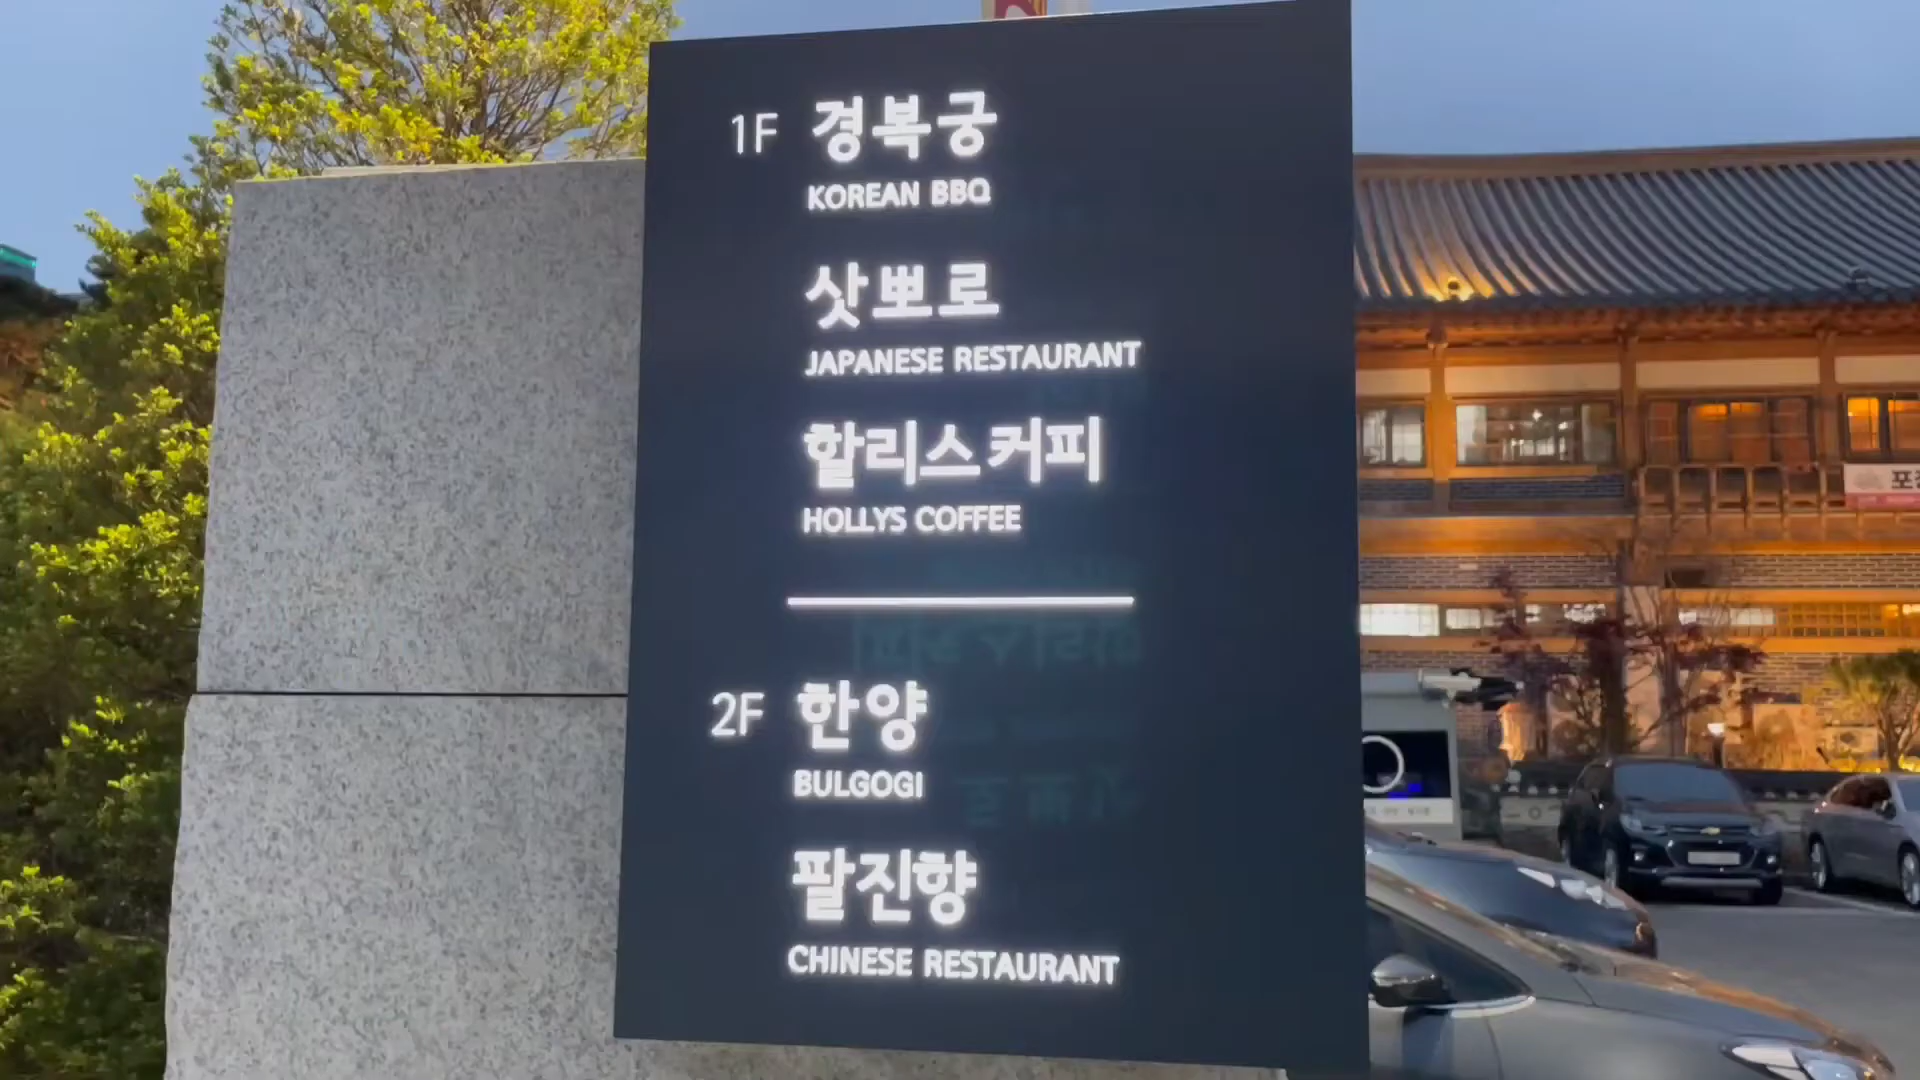 1F 경복궁
KOREAN BBQ
삿뽀로
JAPANESE RESTAURANT
할리스커피
HOLLYS COFFEE
2F 한양
BULGOGI
팔진향
CHINESE RESTAURANT